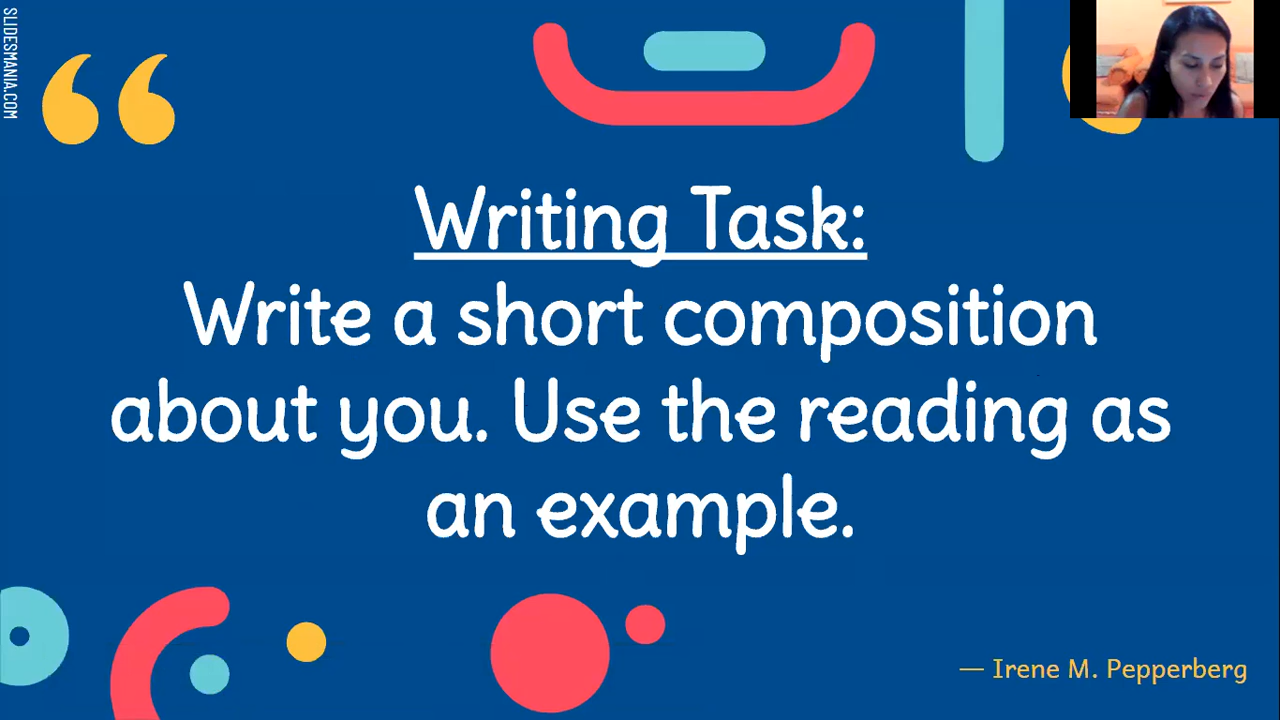 SLIDESMANIA.COM
Writing Task:
Write a short composition
about you. Use the reading as
an example.
— Irene M. Pepperberg